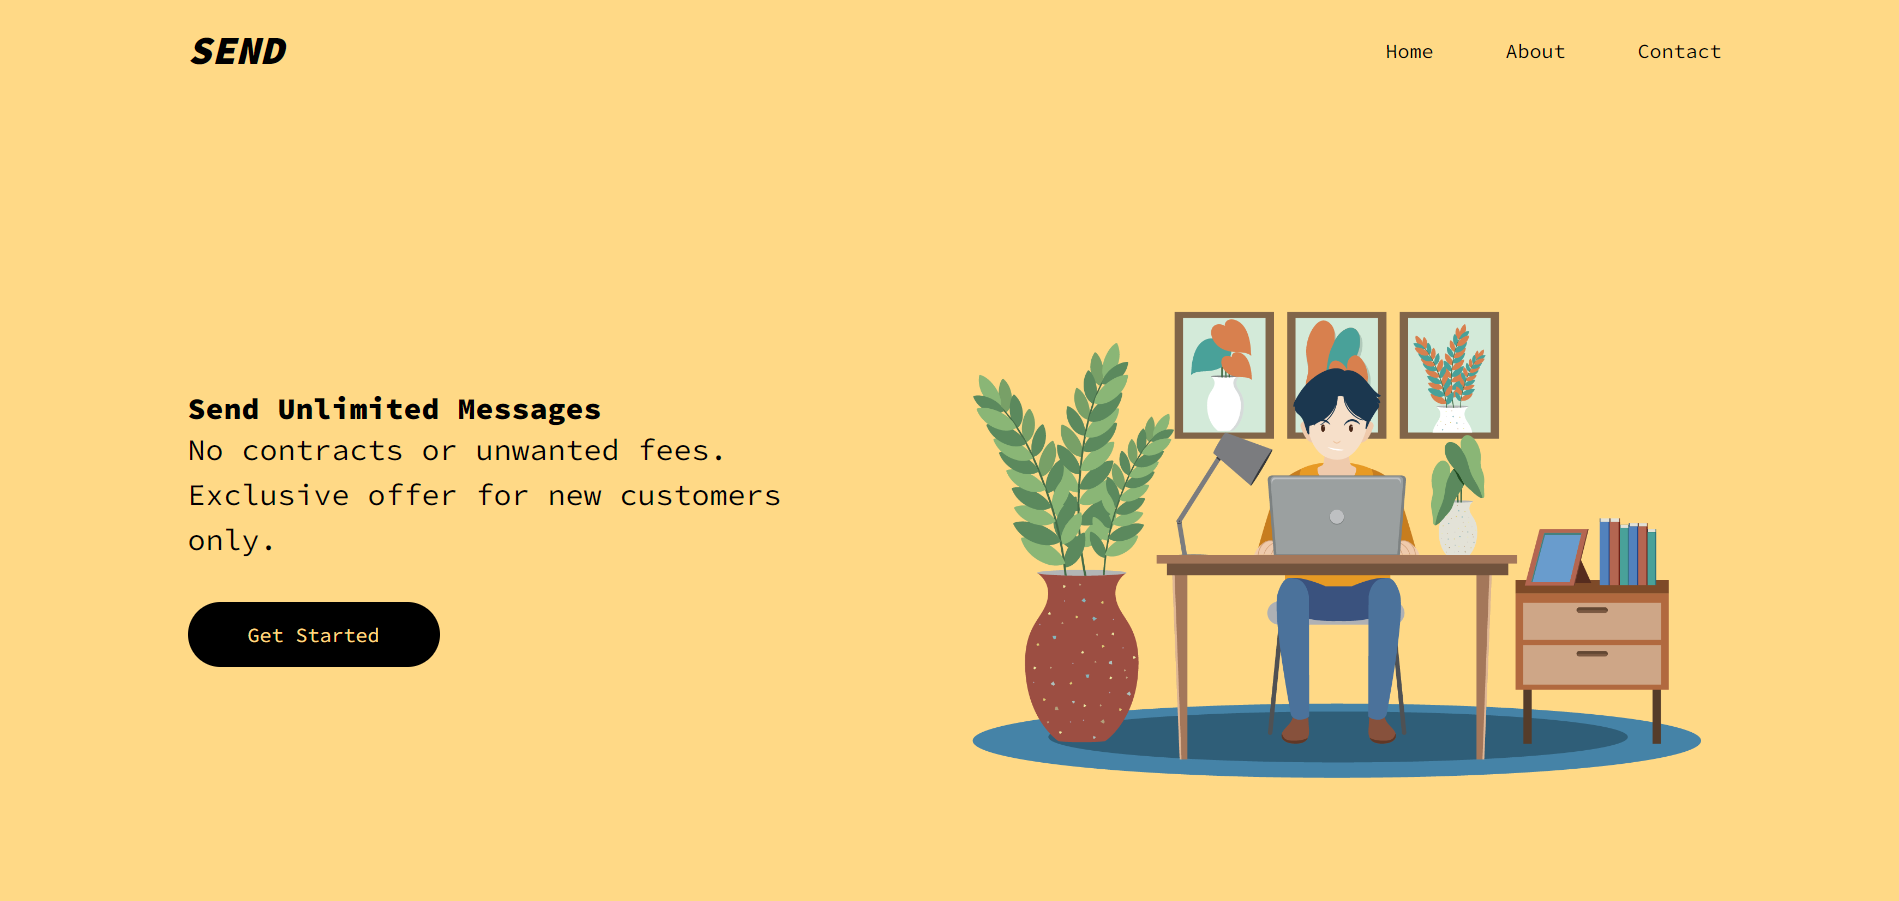 SEND
Home About Contact
Send Unlimited Messages
No contracts or unwanted fees.
Exclusive offer for new customers
only.
Get Started